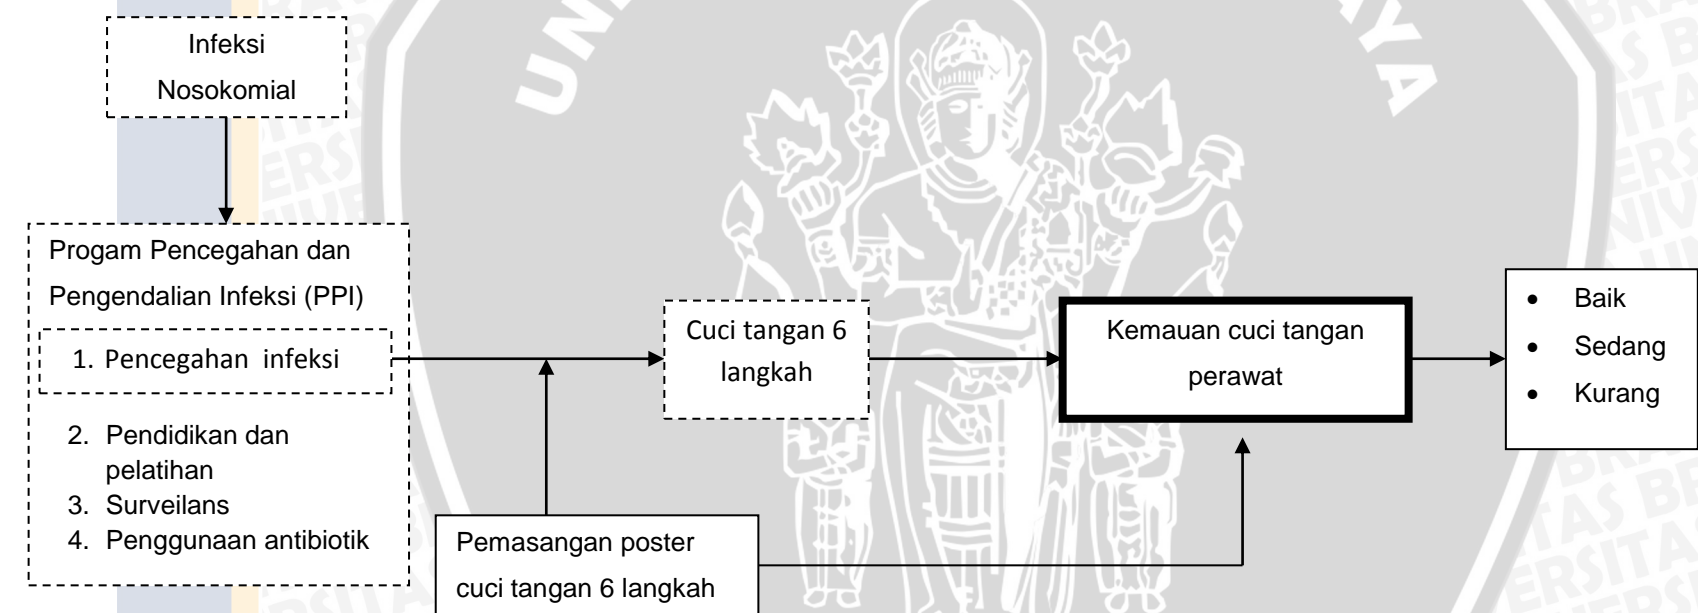 Infeksi
Nosokomial
Progam Pencegahan dan
Pengendalian Infeksi (PPI)
1. Pencegahan infeksi
2. Pendidikan dan
pelatihan
3. Surveilans
4. Penggunaan antibiotik
Cuci tangan 6
langkah
Pemasangan poster
cuci tangan 6 langkah
Kemauan cuci tangan
perawat
• Baik
• Sedang
• Kurang